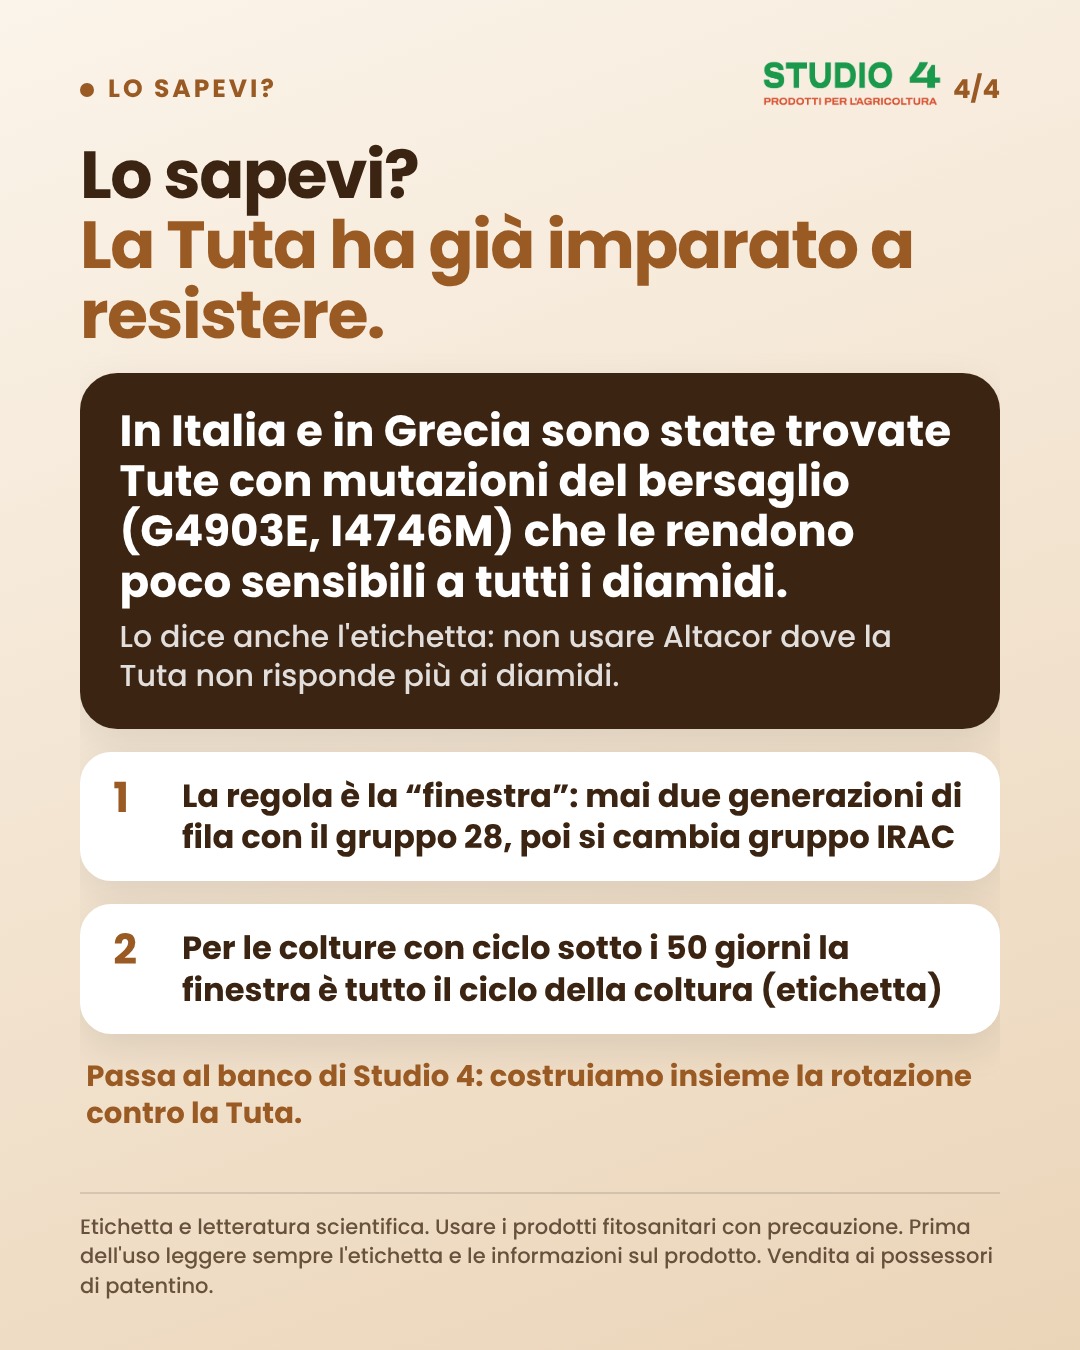 LO SAPEVI?
STUDIO 4
PRODOTTI PER L'AGRICOLTURA
4/4
Lo sapevi?
La Tuta ha già imparato a
resistere.
In Italia e in Grecia sono state trovate
Tute con mutazioni del bersaglio
(G4903E, I4746M) che le rendono
poco sensibili a tutti i diamidi.
Lo dice anche l'etichetta: non usare Altacor dove la
Tuta non risponde più ai diamidi.
1
La regola è la “finestra”: mai due generazioni di
fila con il gruppo 28, poi si cambia gruppo IRAC
2
Per le colture con ciclo sotto i 50 giorni la
finestra è tutto il ciclo della coltura (etichetta)
Passa al banco di Studio 4: costruiamo insieme la rotazione
contro la Tuta.
Etichetta e letteratura scientifica. Usare i prodotti fitosanitari con precauzione. Prima
dell'uso leggere sempre l'etichetta e le informazioni sul prodotto. Vendita ai possessori
di patentino.